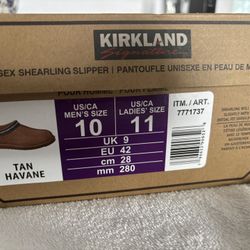 KIRKLAND
Signature
SEX SHEARLING SLIPPER | PANTOUFLE UNISEXE EN PEAU DE M
POUR HOMME POUR FEMME
US/CA
MEN'S SIZE
10
US/CA
LADIES' SIZE
11
ITM. / ART.
7771737
UK 9
EU 42
cm 28
mm 280
TAN
HAVANE